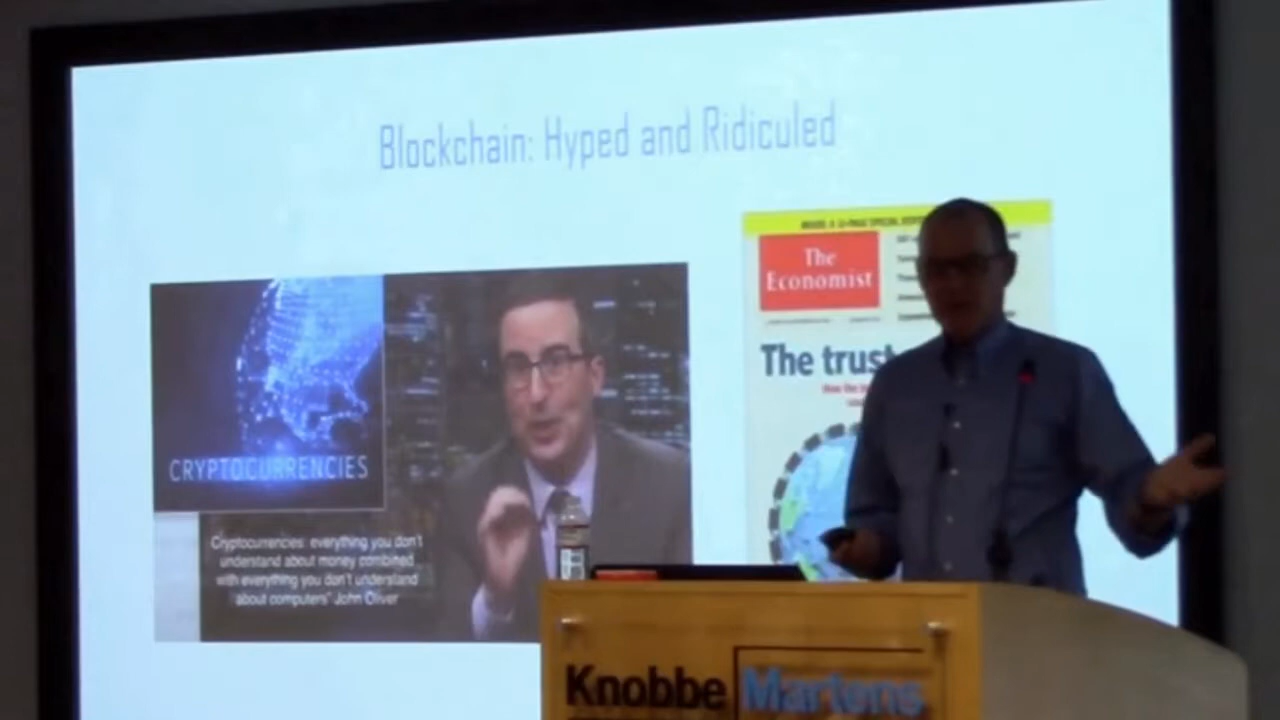 Blockchain: Hyped and Ridiculed
The
Economist
The trust
CRYPTOCURRENCIES
Cryptocurrencies: everything you don't
understand about money combined
with everything you don't understand
about computers" John Oliver
Knobbe Martens